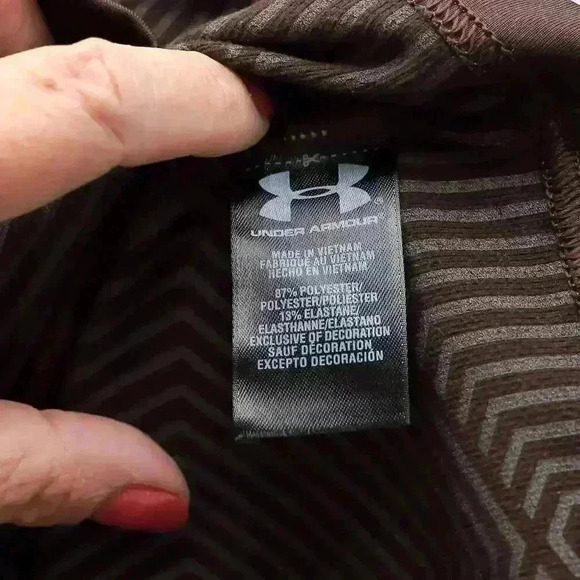 UNDER ARMOUR
MADE IN VIETNAM
FABRIQUÉ AU VIETNAM
HECHO EN VIETNAM
87% POLYESTER/
POLYESTER/POLIÉSTER
13% ELASTANE/
ELASTHANNE/ELASTANO
EXCLUSIVE OF DECORATION
SAUF DÉCORATION
EXCEPTO DECORACIÓN